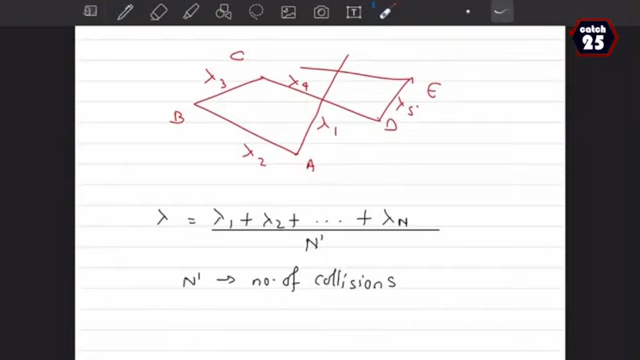 catch
25
C
λ3
λ4
E
B
λ5.
D
λ1
λ2
A
λ = λ1 + λ2 + ... + λN
N'
N' → no. of collisions